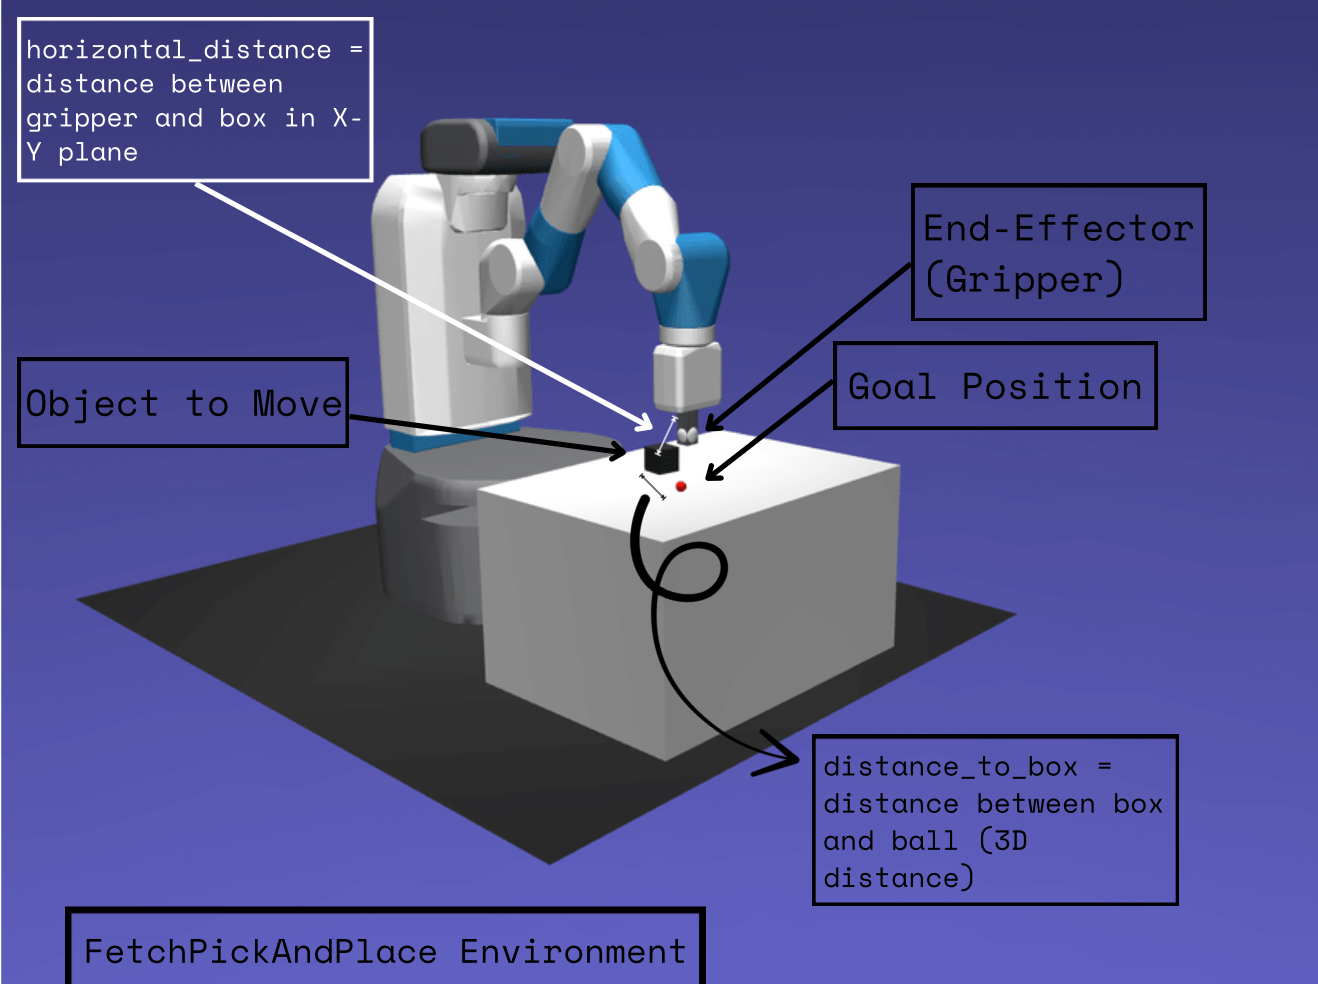 horizontal_distance =
distance between
gripper and box in X-
Y plane
End-Effector
(Gripper)
Goal Position
Object to Move
distance_to_box =
distance between box
and ball (3D
distance)
FetchPickAndPlace Environment